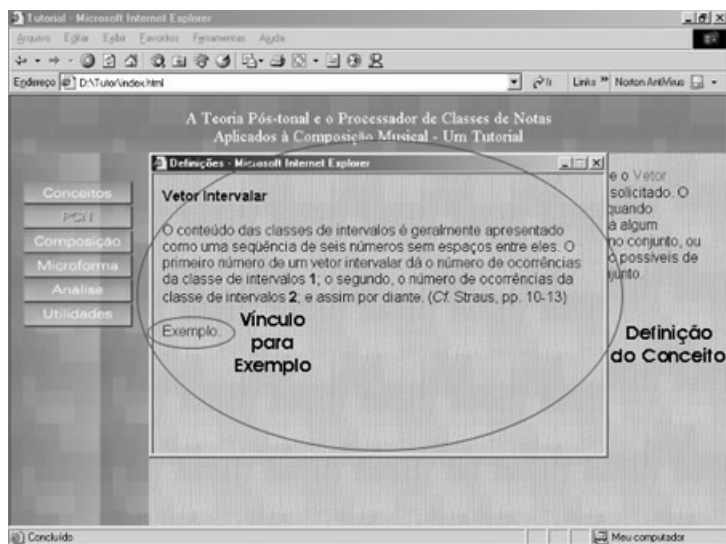 Tutorial - Microsoft Internet Explorer
Arquivo Editar Exibir Favoritos Ferramentas Ajuda
Endereço D:\Tutor\index.html Ir Links » Norton AntiVirus
A Teoria Pós-tonal e o Processador de Classes de Notas
Aplicados à Composição Musical - Um Tutorial
Conceitos
PCN
Composição
Microforma
Análise
Utilidades
Definições - Microsoft Internet Explorer
Vetor Intervalar
O conteúdo das classes de intervalos é geralmente apresentado
como uma seqüência de seis números sem espaços entre eles. O
primeiro número de um vetor intervalar dá o número de ocorrências
da classe de intervalos 1; o segundo, o número de ocorrências da
classe de intervalos 2; e assim por diante. (Cf. Straus, pp. 10-13)
Exemplo.
Vínculo
para
Exemplo
e o Vetor
solicitado. O
quando
a algum
no conjunto, ou
possíveis de
junto.
Definição
do Conceito
Concluído Meu computador